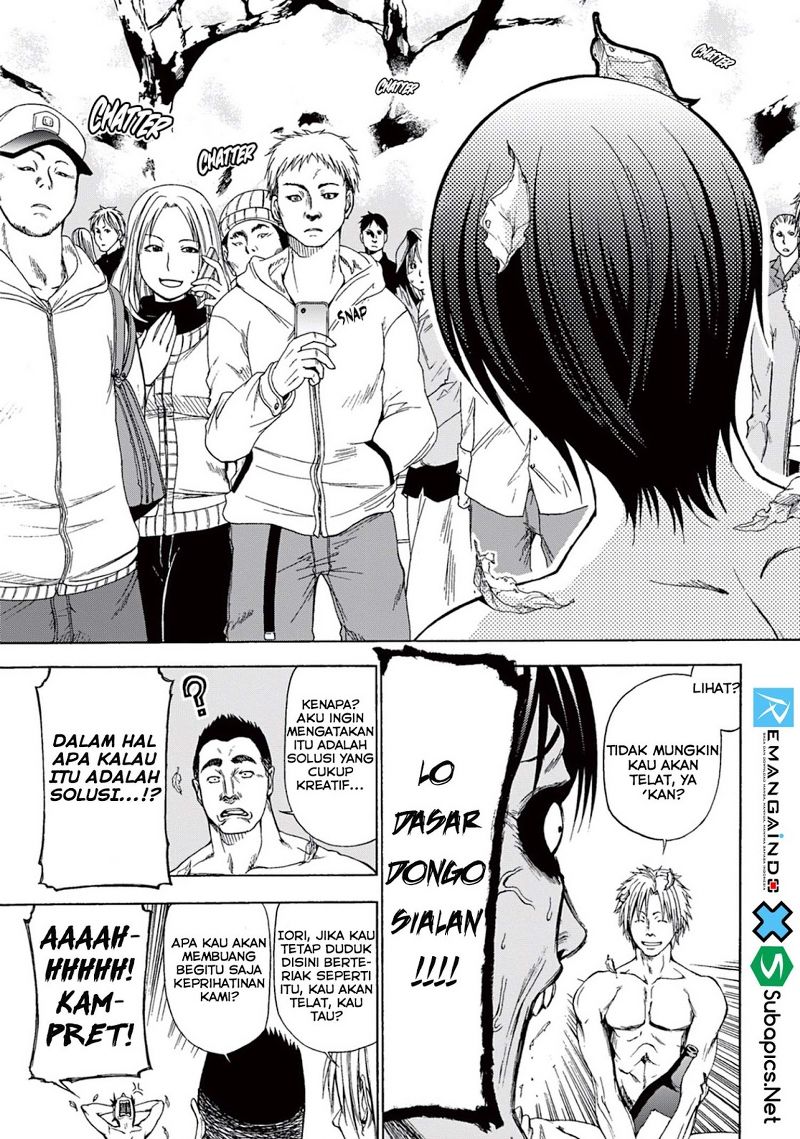 CHATTER
CHATTER
CHATTER
CHATTER
SNAP
LIHAT?
TIDAK MUNGKIN
KAU AKAN
TELAT, YA
'KAN?
LO
DASAR
DONGO
SIALAN
!!!!
KENAPA?
AKU INGIN
MENGATAKAN
ITU ADALAH
SOLUSI YANG
CUKUP
KREATIF...
?
DALAM HAL
APA KALAU
ITU ADALAH
SOLUSI...!?
IORI, JIKA KAU
TETAP DUDUK
DISINI BERTE-
RIAK SEPERTI
ITU, KAU AKAN
TELAT, KAU
TAU?
APA KAU AKAN
MEMBUANG
BEGITU SAJA
KEPRIHATINAN
KAMI?
AAAAH-
HHHHH!
KAM-
PRET!
REMANGAINDO
X
S
Subapics.Net